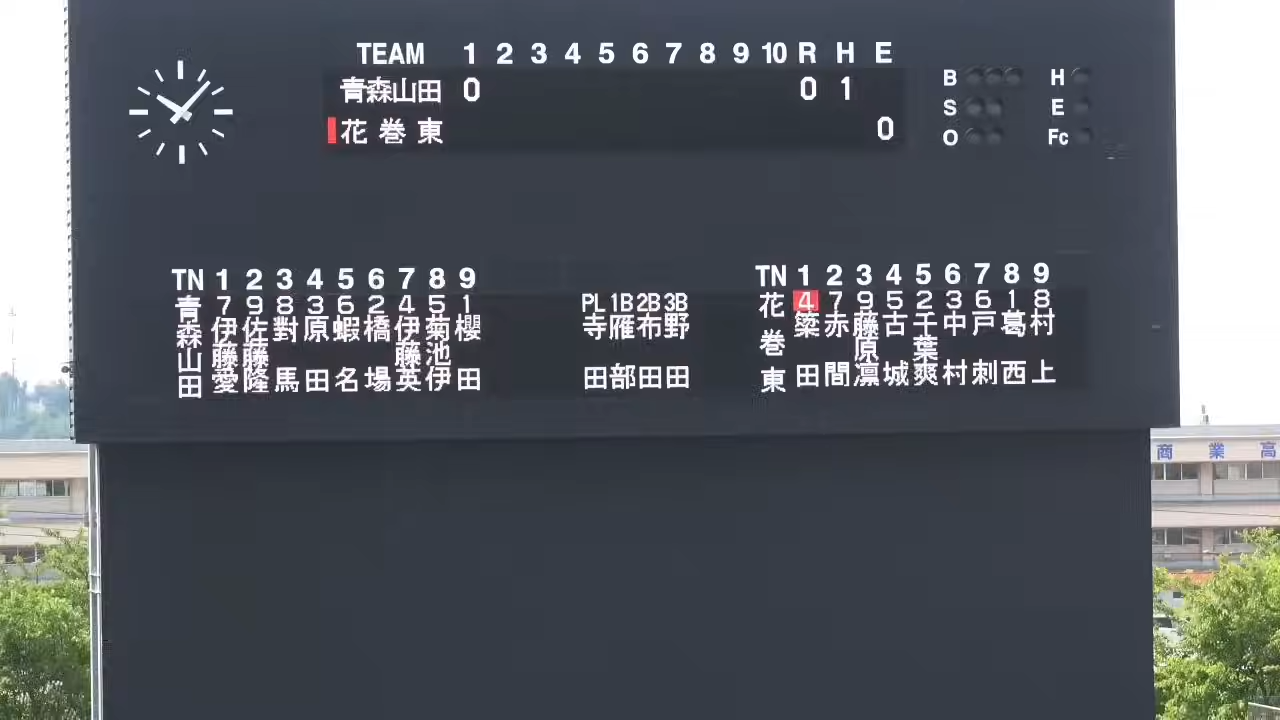 TEAM 1 2 3 4 5 6 7 8 9 10 R H E
青森山田 0 0 1
花巻東 0
B H
S E
O Fc
TN 1 2 3 4 5 6 7 8 9
青森山田 7 9 8 3 6 2 4 5 1
伊藤愛 佐藤隆 對馬 原田 蝦名 橋場 伊藤英 菊池伊 櫻田
PL 1B 2B 3B
寺田 雁部 布田 野田
TN 1 2 3 4 5 6 7 8 9
花巻東 4 7 9 5 2 3 6 1 8
簗田 赤間 藤原凛 古城 千葉爽 中村 戸刺 葛西 村上
商業高